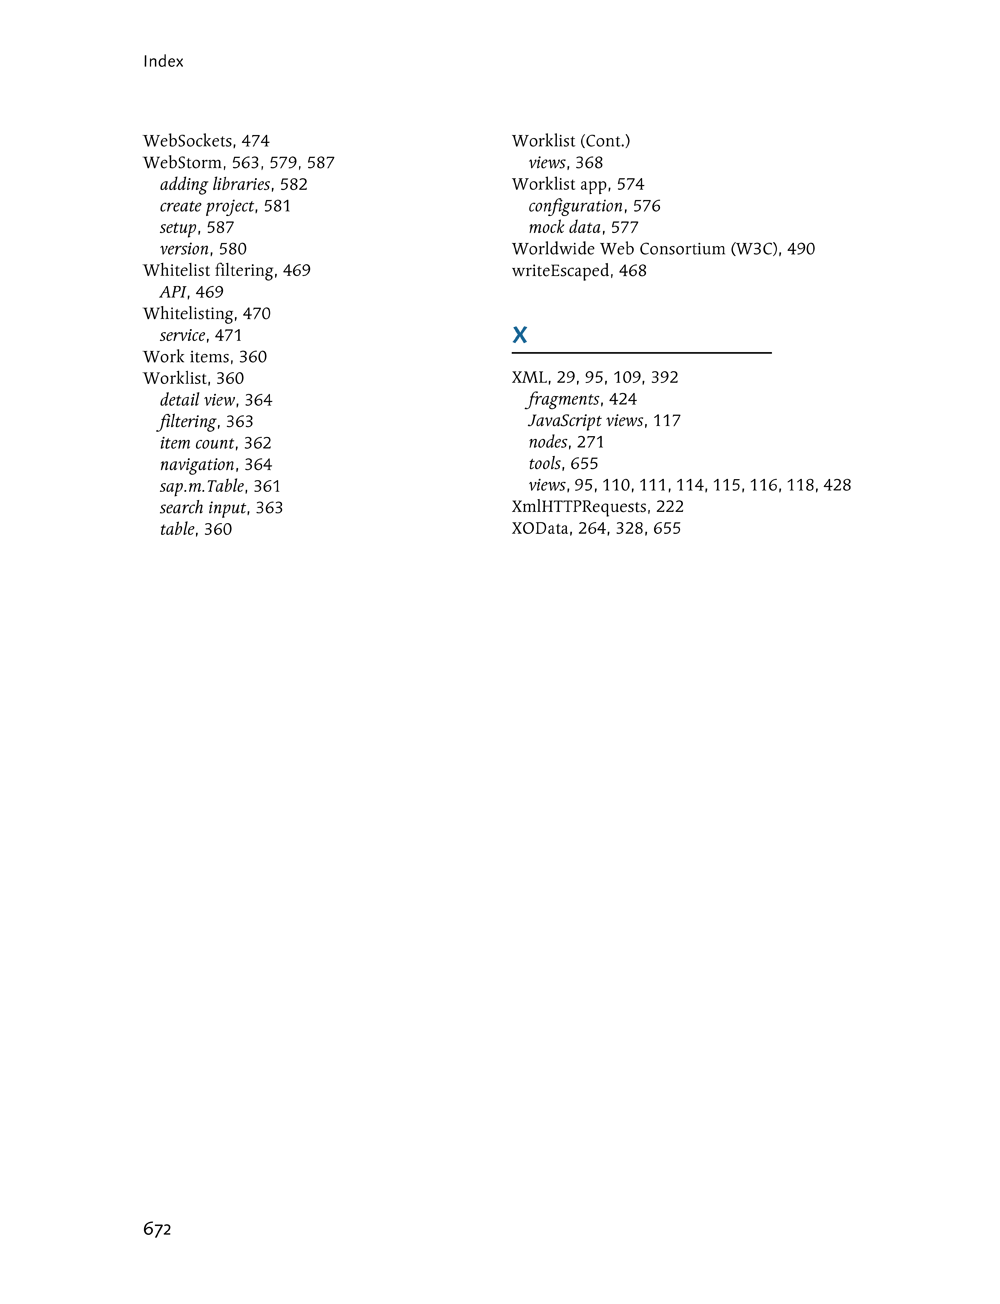 Index
WebSockets, 474
WebStorm, 563, 579, 587
adding libraries, 582
create project, 581
setup, 587
version, 580
Whitelist filtering, 469
API, 469
Whitelisting, 470
service, 471
Work items, 360
Worklist, 360
detail view, 364
filtering, 363
item count, 362
navigation, 364
sap.m.Table, 361
search input, 363
table, 360
Worklist (Cont.)
views, 368
Worklist app, 574
configuration, 576
mock data, 577
Worldwide Web Consortium (W3C), 490
writeEscaped, 468
X
XML, 29, 95, 109, 392
fragments, 424
JavaScript views, 117
nodes, 271
tools, 655
views, 95, 110, 111, 114, 115, 116, 118, 428
XmlHTTPRequests, 222
XOData, 264, 328, 655
672